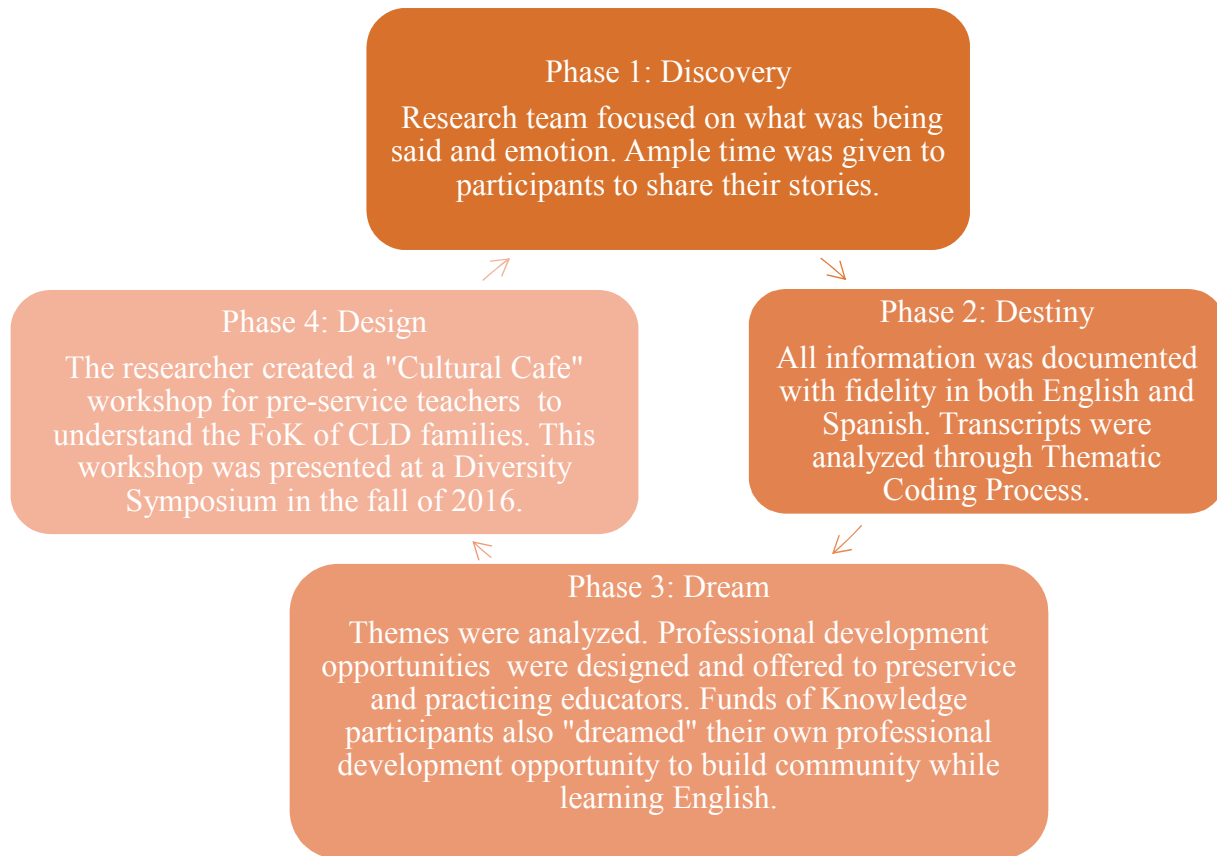 Phase 1: Discovery
Research team focused on what was being
said and emotion. Ample time was given to
participants to share their stories.
Phase 2: Destiny
All information was documented
with fidelity in both English and
Spanish. Transcripts were
analyzed through Thematic
Coding Process.
Phase 3: Dream
Themes were analyzed. Professional development
opportunities were designed and offered to preservice
and practicing educators. Funds of Knowledge
participants also "dreamed" their own professional
development opportunity to build community while
learning English.
Phase 4: Design
The researcher created a "Cultural Cafe"
workshop for pre-service teachers to
understand the FoK of CLD families. This
workshop was presented at a Diversity
Symposium in the fall of 2016.